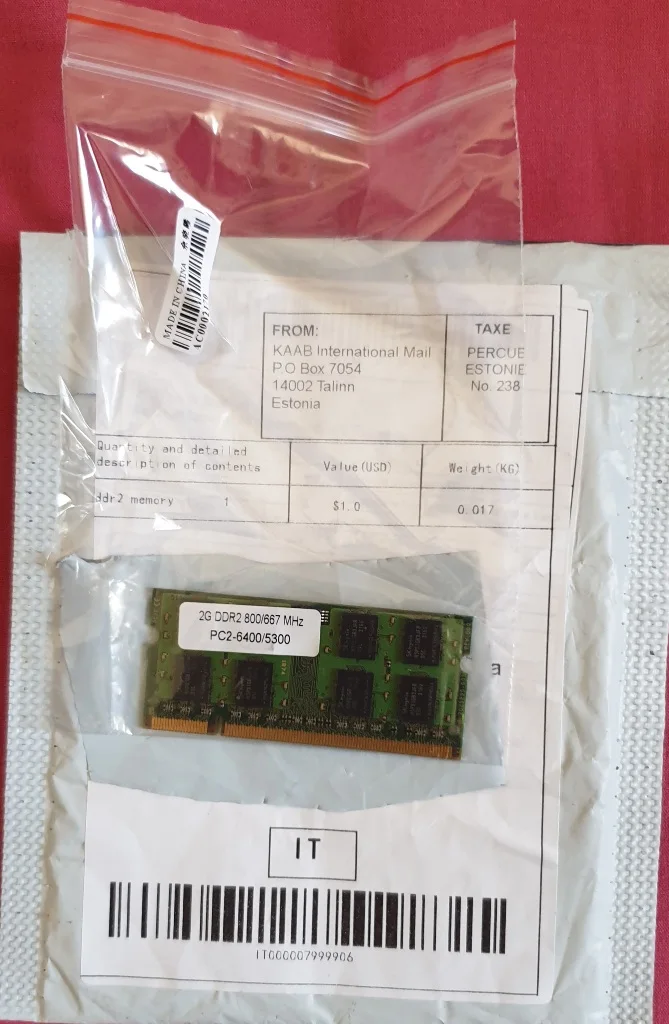 MADE IN CHINA
FROM:
KAAB International Mail
P.O Box 7054
14002 Talinn
Estonia
TAXE
PERCUE
ESTONIE
No. 238
Quantity and detailed
description of contents
Value(USD)
Weight(KG)
ddr2 memory 1
$1.0
0.017
2G DDR2 800/667 MHz
PC2-6400/5300
a
IT
IT000007999906